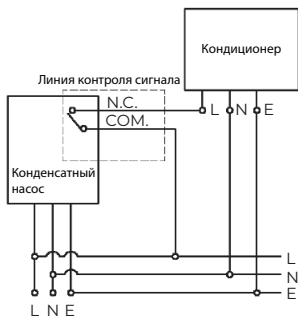 Кондиционер
Линия контроля сигнала
N.C.
L N E
COM.
Конденсатный
насос
L
N
E
L N E